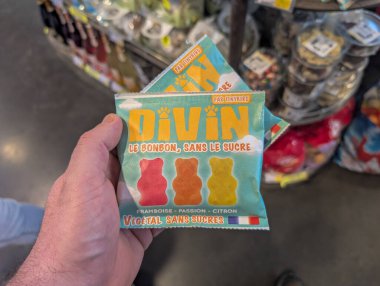 DIVIN
LE BONBON, SANS LE SUCRE
FRAMBOISE - PASSION - CITRON
VEGETAL SANS SUCRES